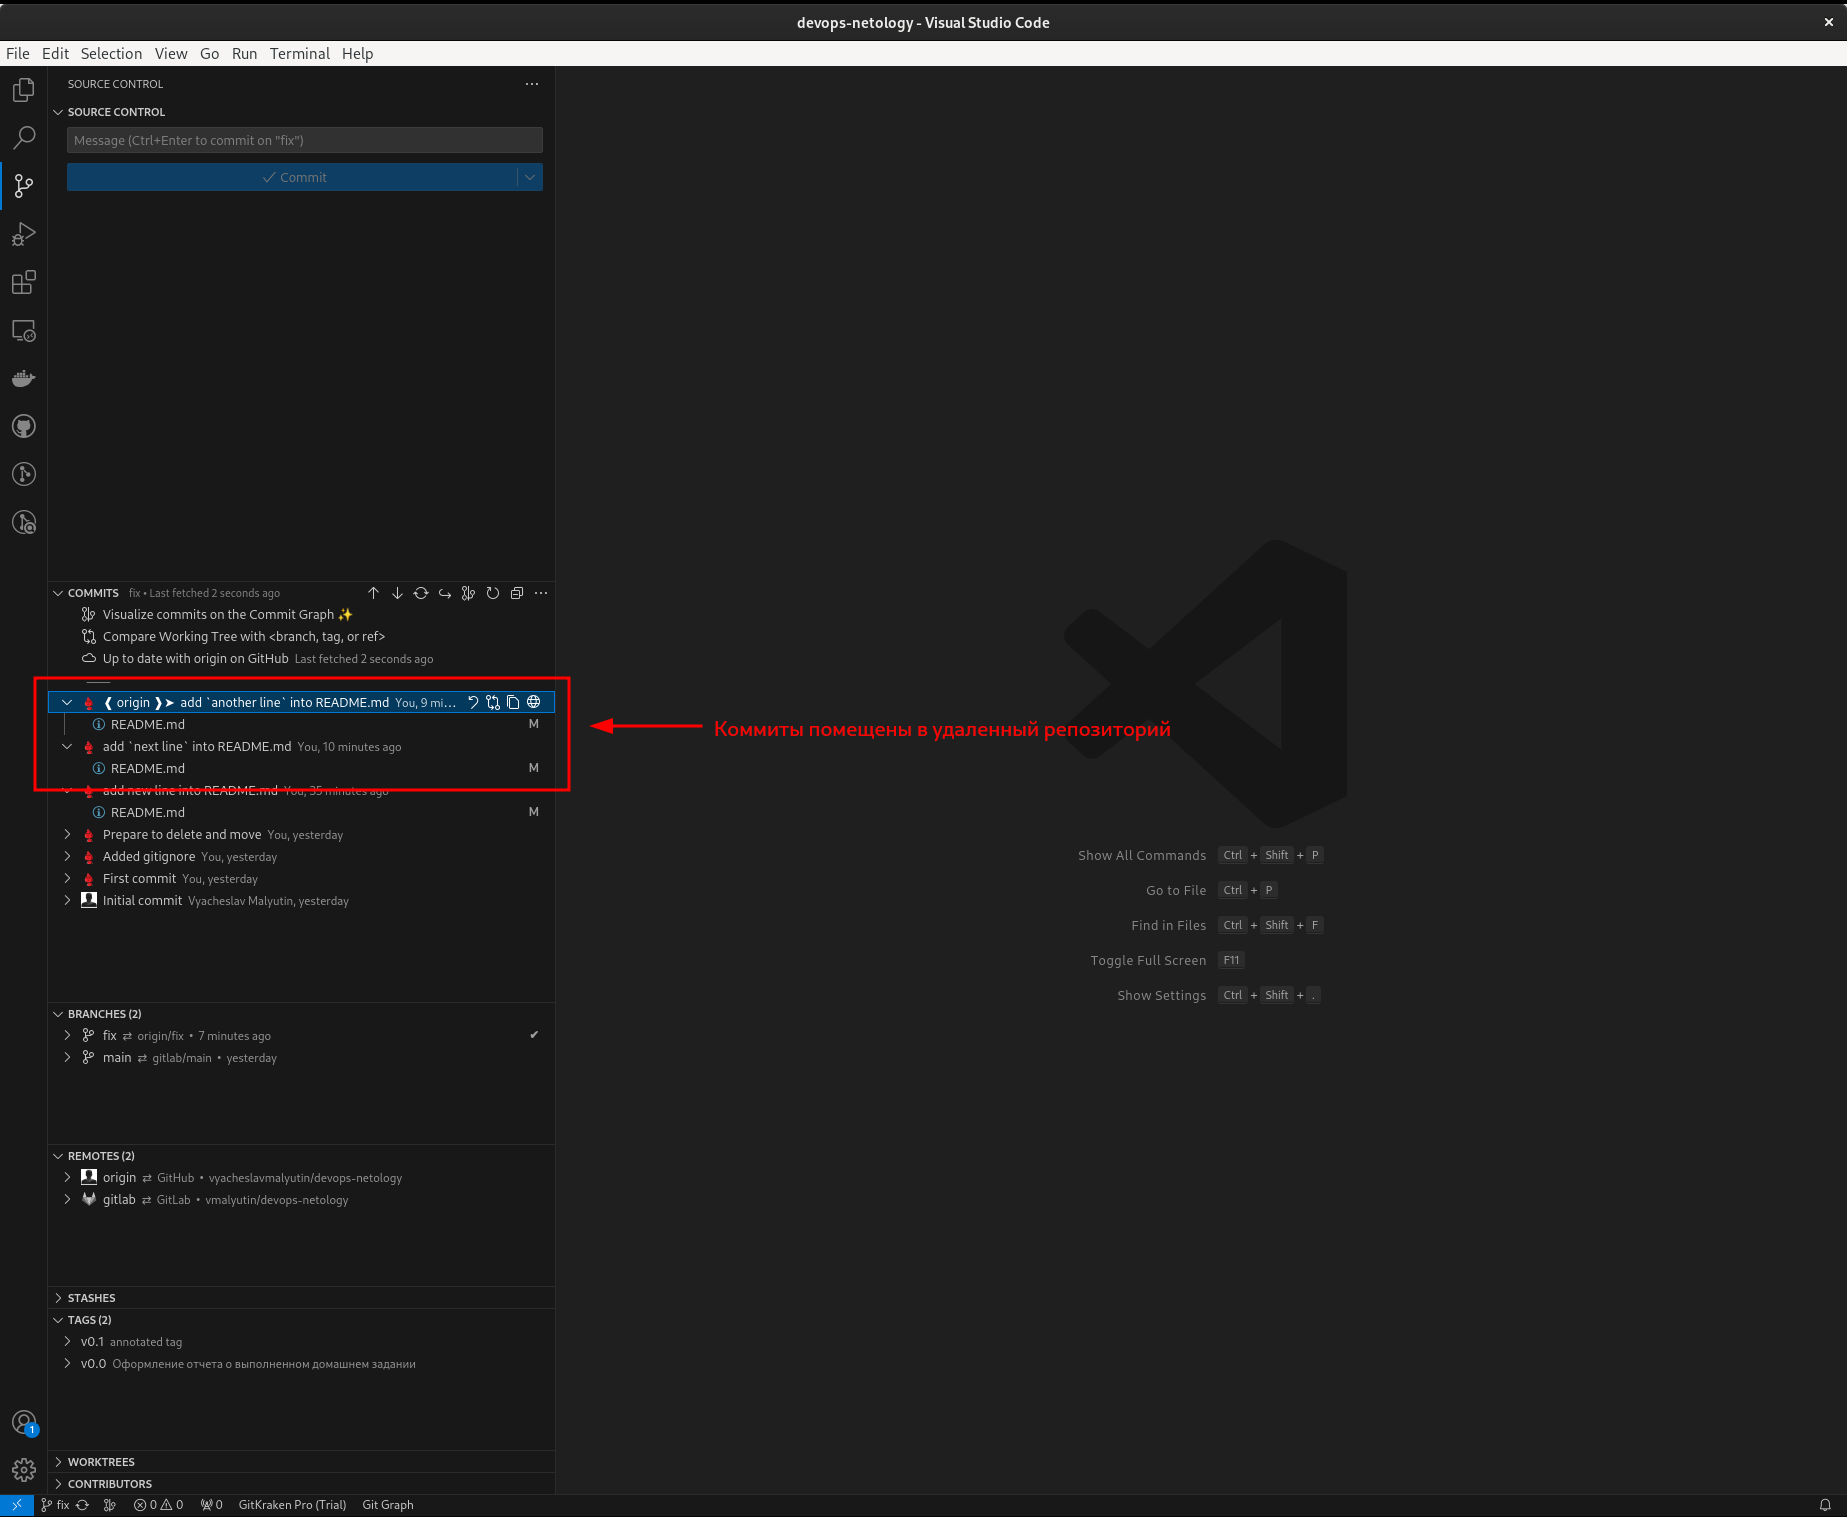 devops-netology - Visual Studio Code
File Edit Selection View Go Run Terminal Help
SOURCE CONTROL
SOURCE CONTROL
Message (Ctrl+Enter to commit on "fix")
Commit
COMMITS fix • Last fetched 2 seconds ago
Visualize commits on the Commit Graph ✨
Compare Working Tree with <branch, tag, or ref>
Up to date with origin on GitHub Last fetched 2 seconds ago
❰ origin ❱➤ add `another line` into README.md You, 9 mi...
README.md M
Коммиты помещены в удаленный репозиторий
add `next line` into README.md You, 10 minutes ago
README.md M
add new line into README.md You, 35 minutes ago
README.md M
Prepare to delete and move You, yesterday
Added gitignore You, yesterday
First commit You, yesterday
Initial commit Vyacheslav Malyutin, yesterday
Show All Commands Ctrl + Shift + P
Go to File Ctrl + P
Find in Files Ctrl + Shift + F
Toggle Full Screen F11
Show Settings Ctrl + Shift + .
BRANCHES (2)
fix ⇄ origin/fix • 7 minutes ago ✔
main ⇄ gitlab/main • yesterday
REMOTES (2)
origin ⇄ GitHub • vyacheslavmalyutin/devops-netology
gitlab ⇄ GitLab • vmalyutin/devops-netology
STASHES
TAGS (2)
v0.1 annotated tag
v0.0 Оформление отчета о выполненном домашнем задании
1
WORKTREES
CONTRIBUTORS
fix 0 0 0 GitKraken Pro (Trial) Git Graph